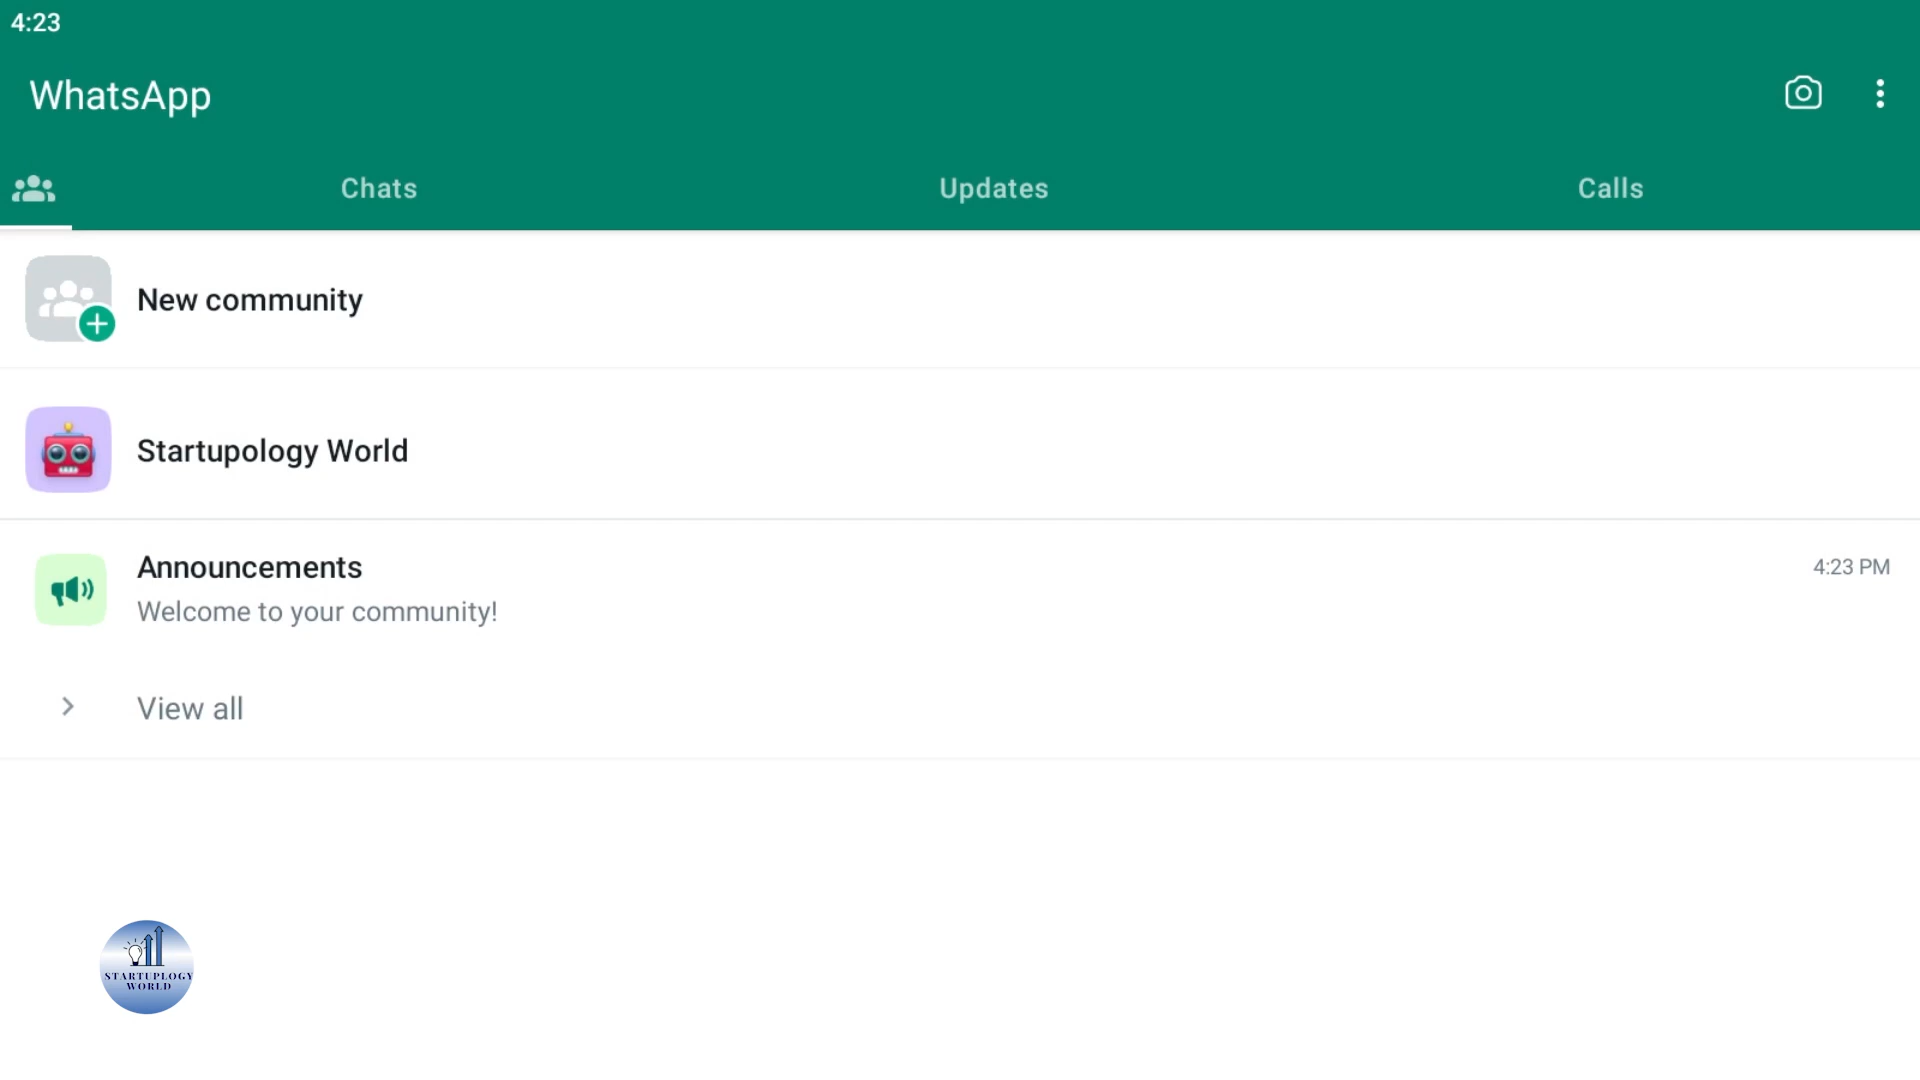 4:23
WhatsApp
Chats
Updates
Calls
New community
Startupology World
Announcements
4:23 PM
Welcome to your community!
View all
STARTUPLOGY
WORLD